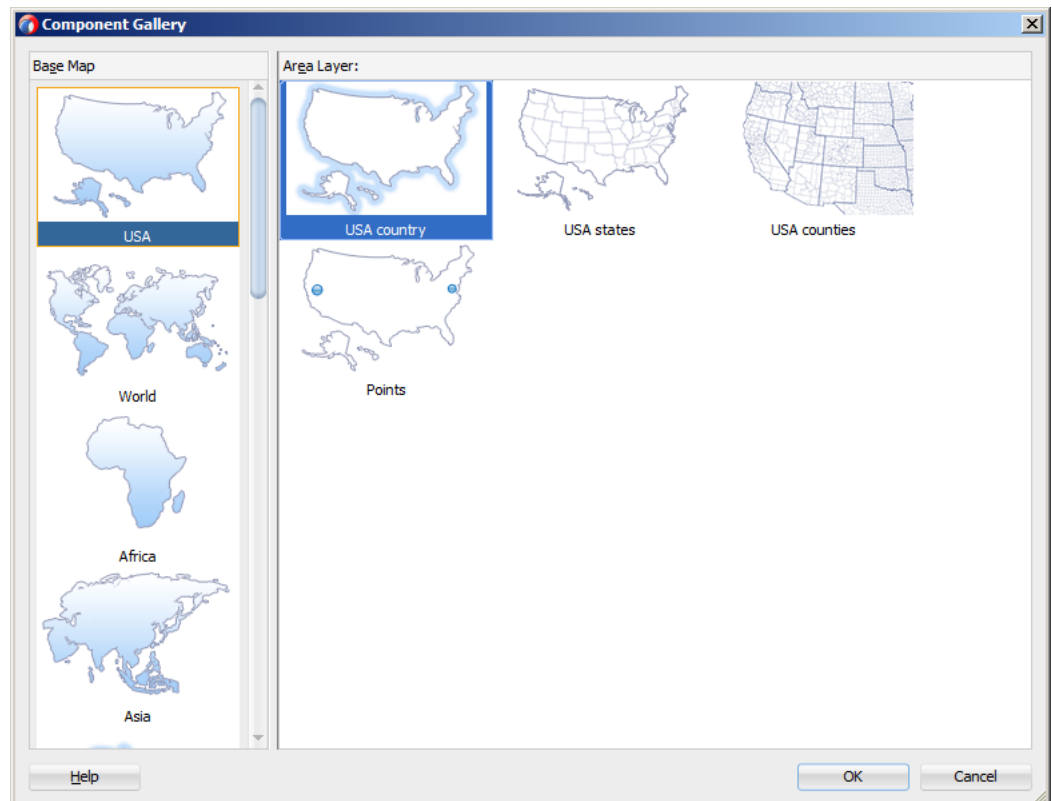 Component Gallery
Base Map
USA
World
Africa
Asia
Area Layer:
USA country
USA states
USA counties
Points
Help
OK
Cancel